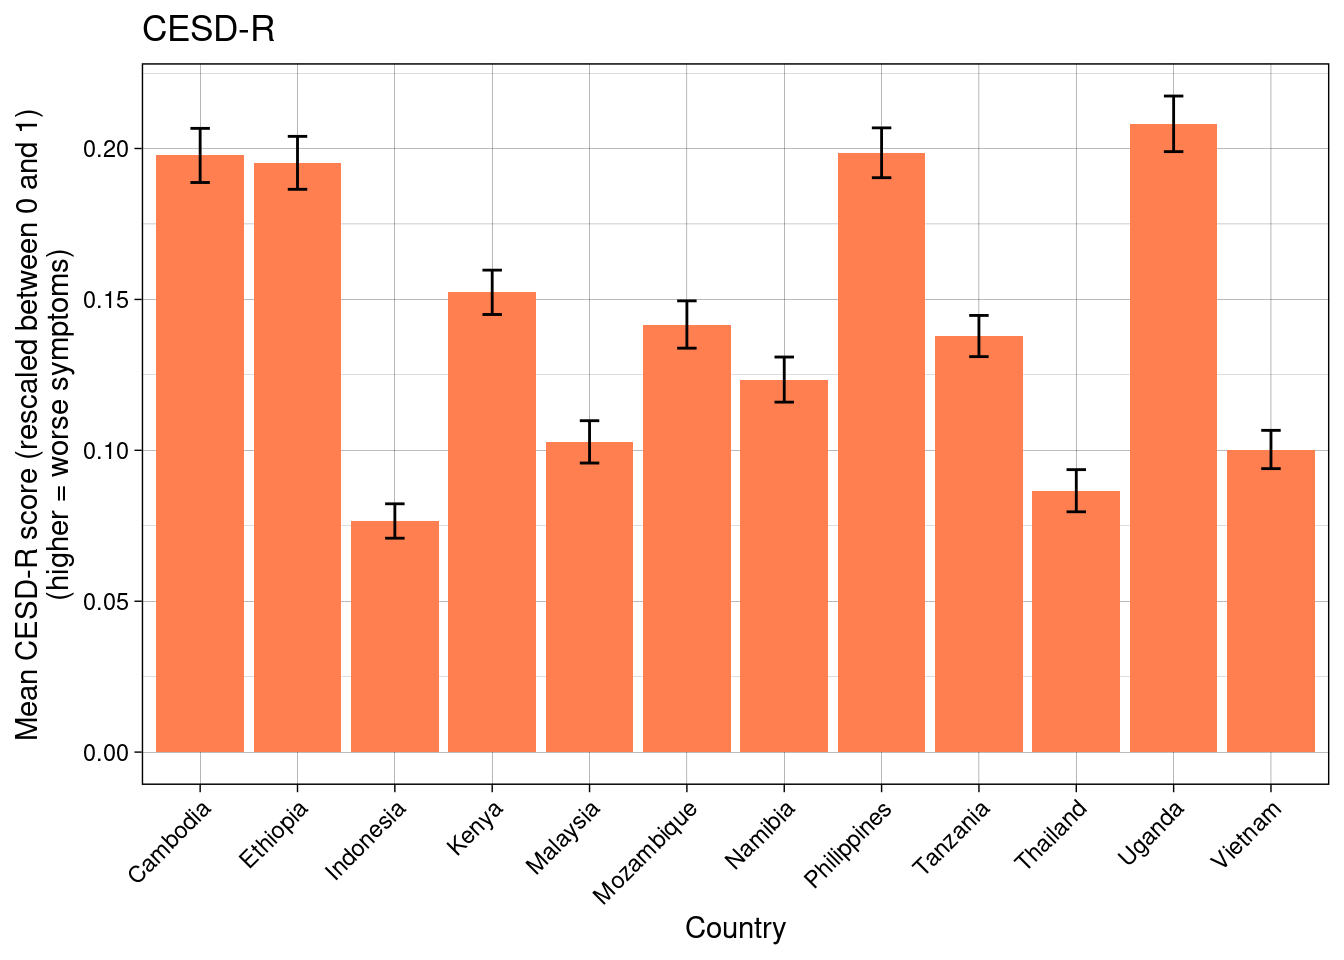 CESD-R
Mean CESD-R score (rescaled between 0 and 1)
(higher = worse symptoms)
0.20
0.15
0.10
0.05
0.00
Cambodia
Ethiopia
Indonesia
Kenya
Malaysia
Mozambique
Namibia
Philippines
Tanzania
Thailand
Uganda
Vietnam
Country